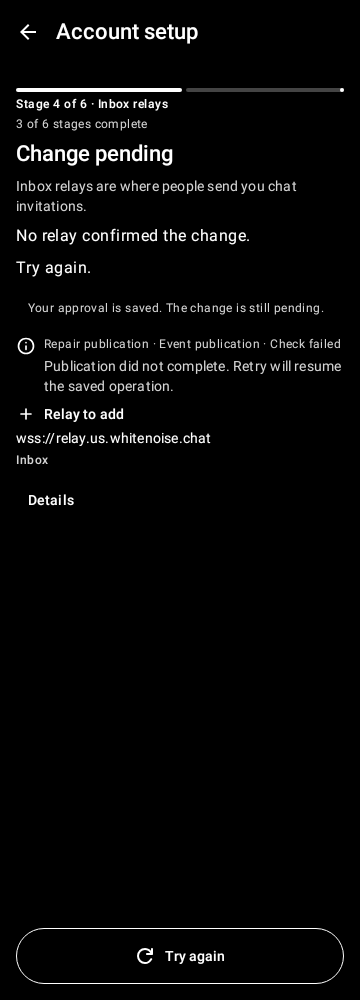 Account setup
Stage 4 of 6 · Inbox relays
3 of 6 stages complete
Change pending
Inbox relays are where people send you chat
invitations.
No relay confirmed the change.
Try again.
Your approval is saved. The change is still pending.
Repair publication · Event publication · Check failed
Publication did not complete. Retry will resume
the saved operation.
Relay to add
wss://relay.us.whitenoise.chat
Inbox
Details
Try again